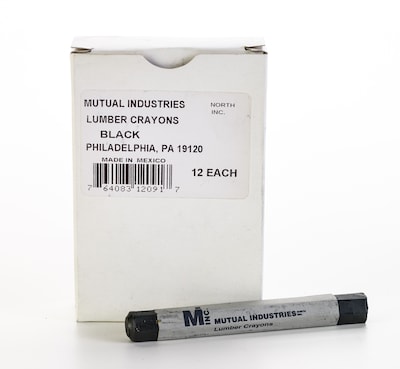 MUTUAL INDUSTRIES NORTH INC.
LUMBER CRAYONS
BLACK
PHILADELPHIA, PA 19120
MADE IN MEXICO
12 EACH
7 64083 12091 7
M INC.
MUTUAL INDUSTRIES
Lumber Crayons